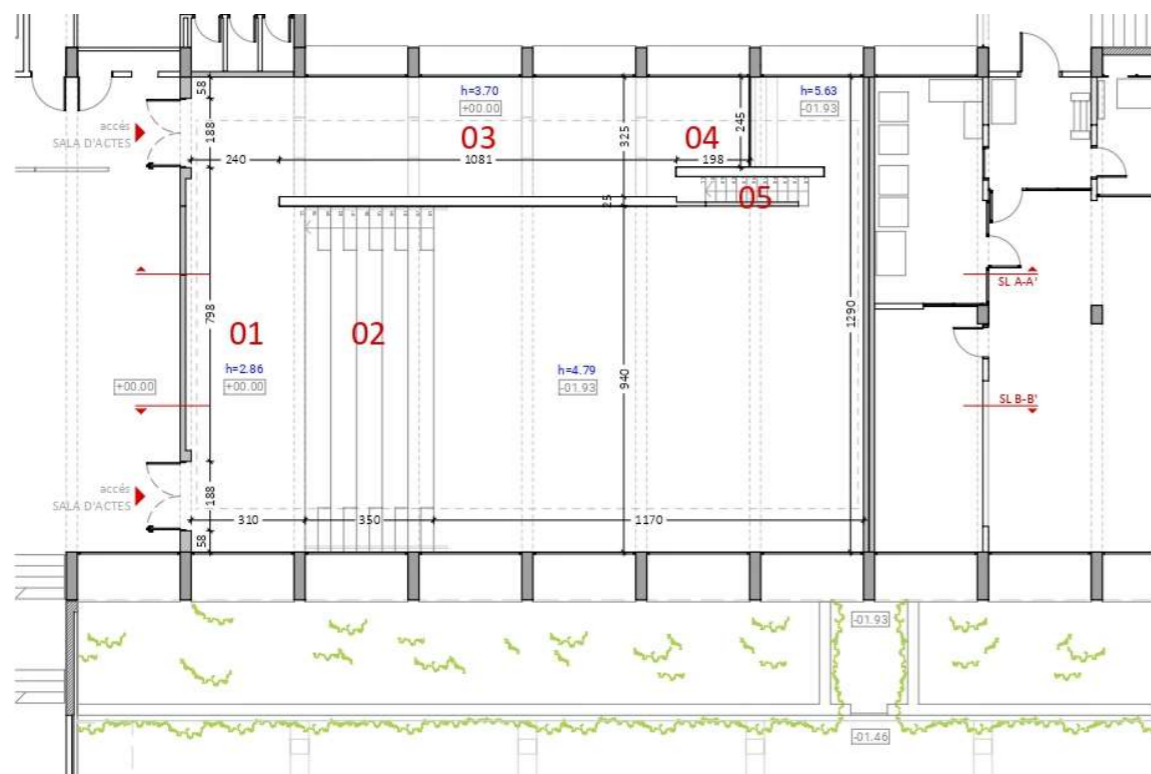 58
188
accés
SALA D'ACTES
240
h=3.70
+00.00
03
1081
325
04
198
245
h=5.63
-01.93
25
05
SL A-A'
798
01
h=2.86
+00.00
+00.00
02
h=4.79
-01.93
940
1290
SL B-B'
accés
SALA D'ACTES
188
58
310
350
1170
-01.93
-01.46